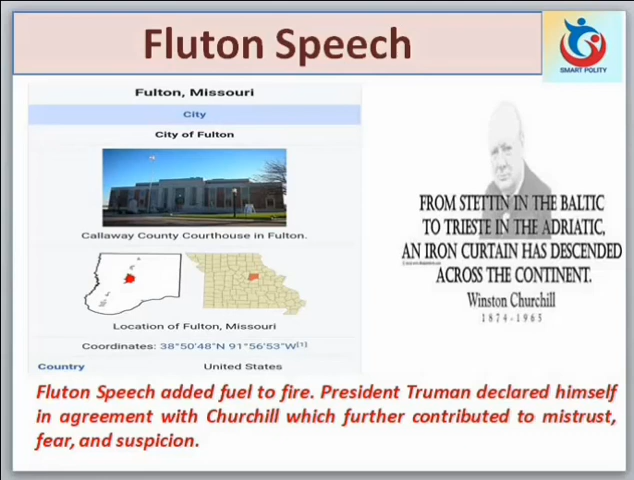 Fluton Speech
SMART POLITY
Fulton, Missouri
City
City of Fulton
Callaway County Courthouse in Fulton.
Location of Fulton, Missouri
Coordinates: 38°50'48"N 91°56'53"W[1]
Country United States
FROM STETTIN IN THE BALTIC
TO TRIESTE IN THE ADRIATIC,
AN IRON CURTAIN HAS DESCENDED
ACROSS THE CONTINENT.
Winston Churchill
1874-1965
Fluton Speech added fuel to fire. President Truman declared himself
in agreement with Churchill which further contributed to mistrust,
fear, and suspicion.